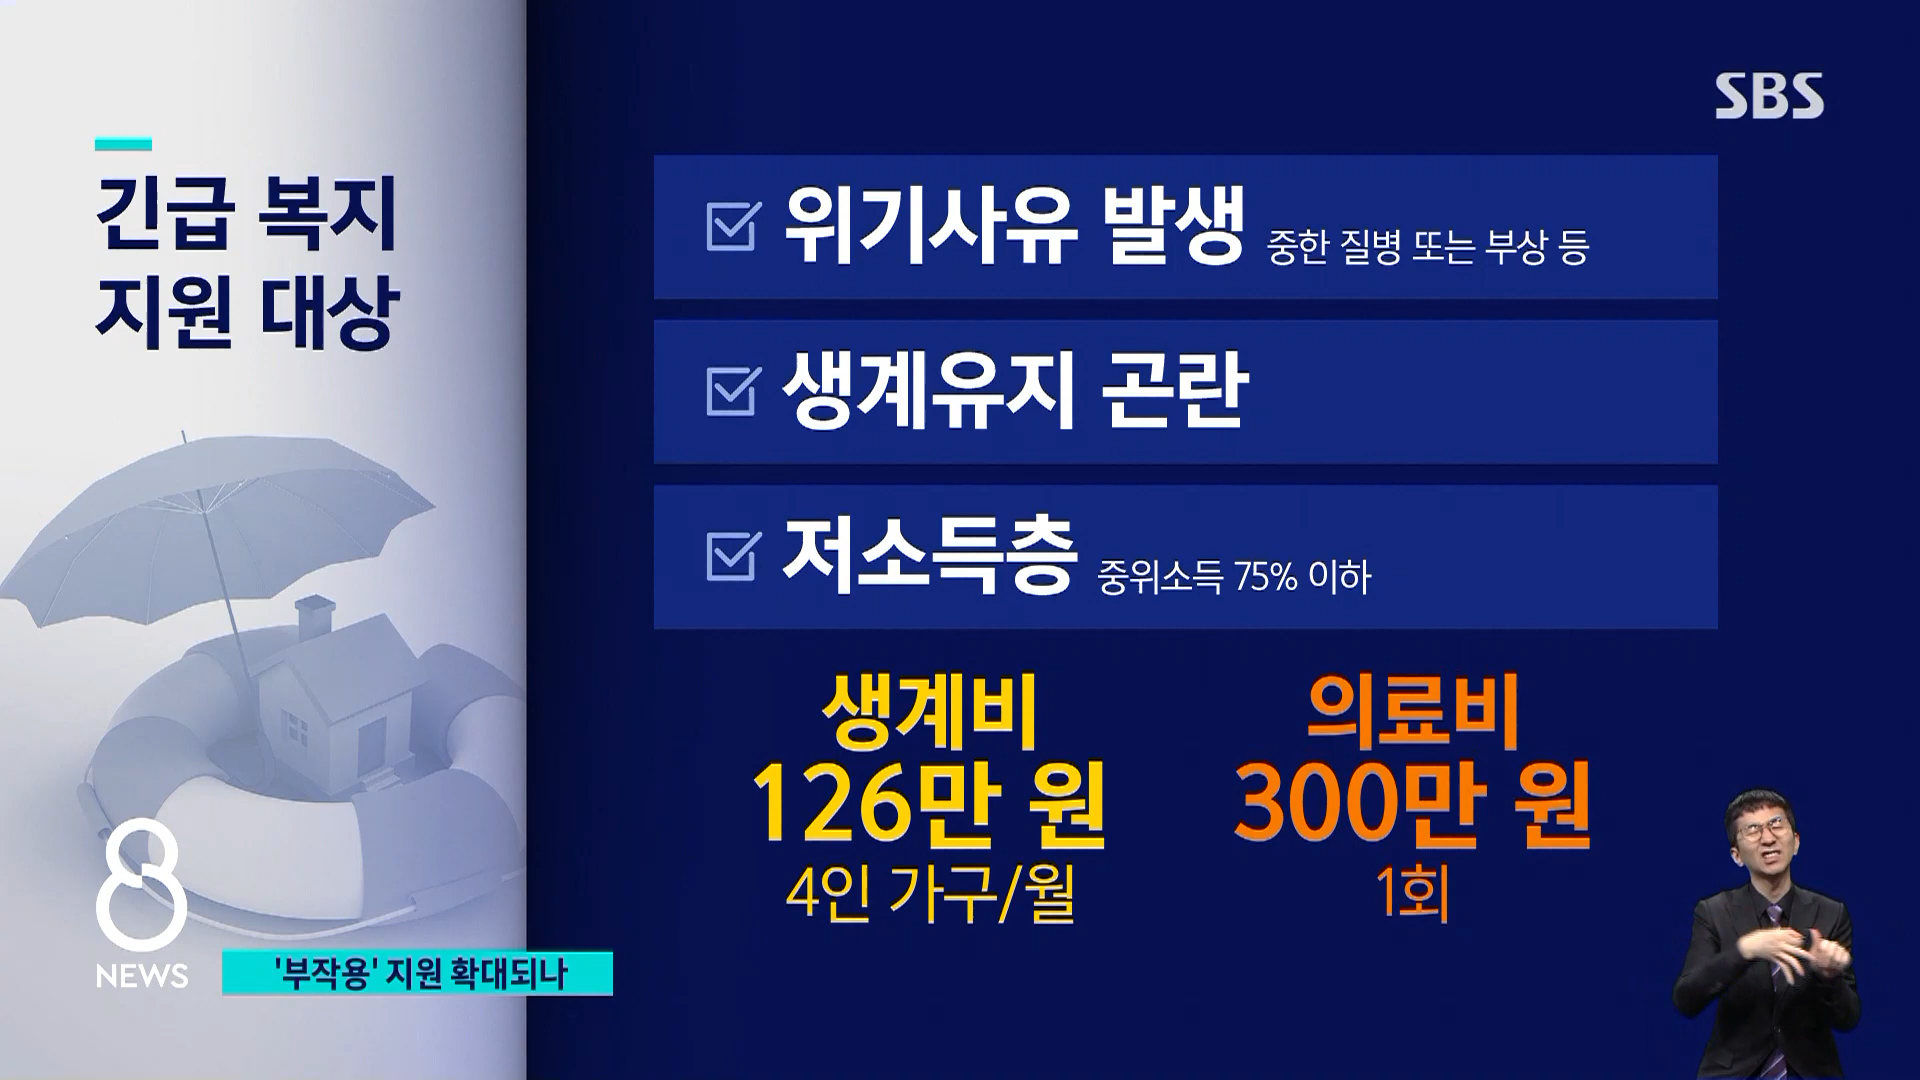 SBS
긴급 복지
지원 대상
위기사유 발생 중한 질병 또는 부상 등
생계유지 곤란
저소득층 중위소득 75% 이하
생계비
126만 원
4인 가구/월
의료비
300만 원
1회
8
NEWS
'부작용' 지원 확대되나